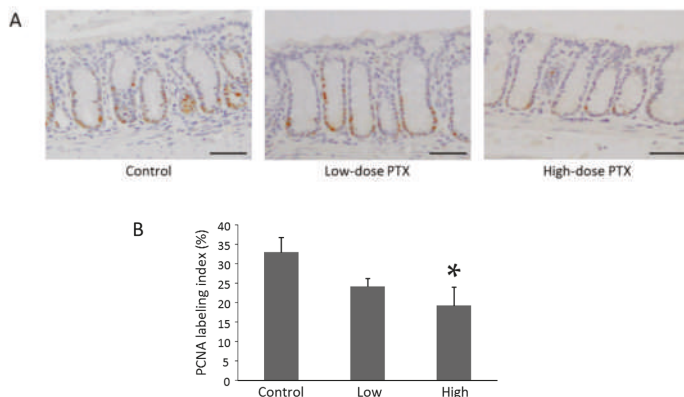 A
Control Low-dose PTX High-dose PTX
B
PCNA labeling index (%)
40
35
30
25
20
15
10
5
0
*
Control Low High